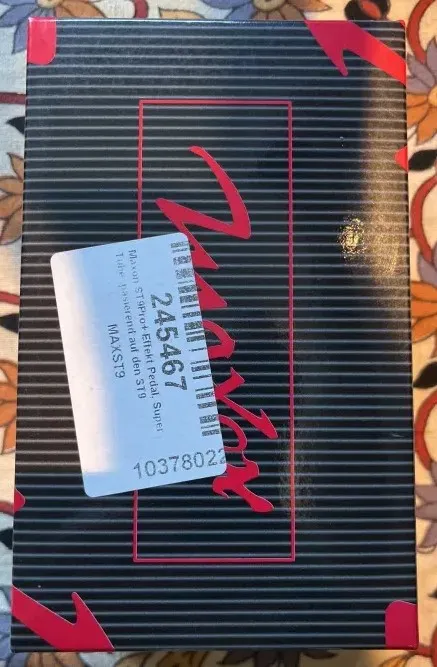 Maxon
245467
Maxon ST9Pro+ Effekt Pedal, Super
Tube, basierend auf den ST9
MAXST9
10378022